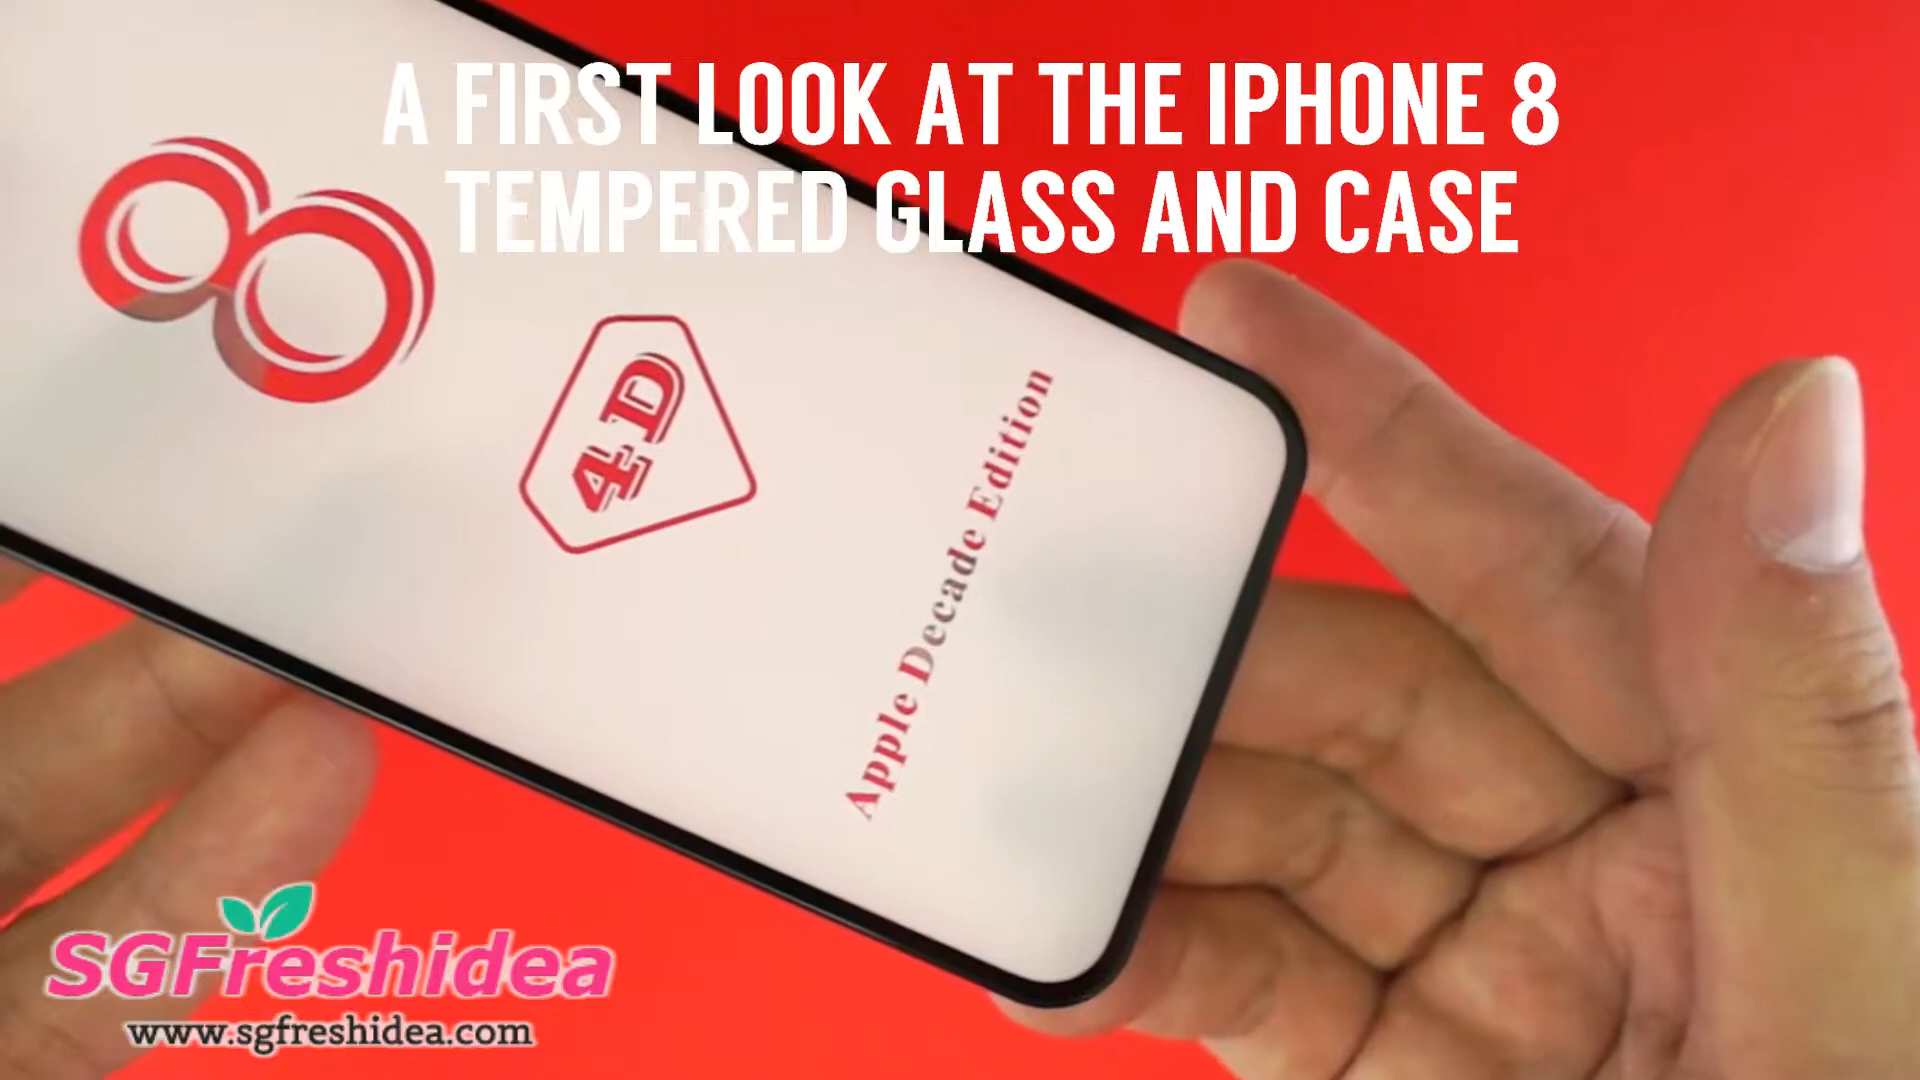 A FIRST LOOK AT THE IPHONE 8
TEMPERED GLASS AND CASE
8
4D
Apple Decade Edition
SGFreshidea
www.sgfreshidea.com